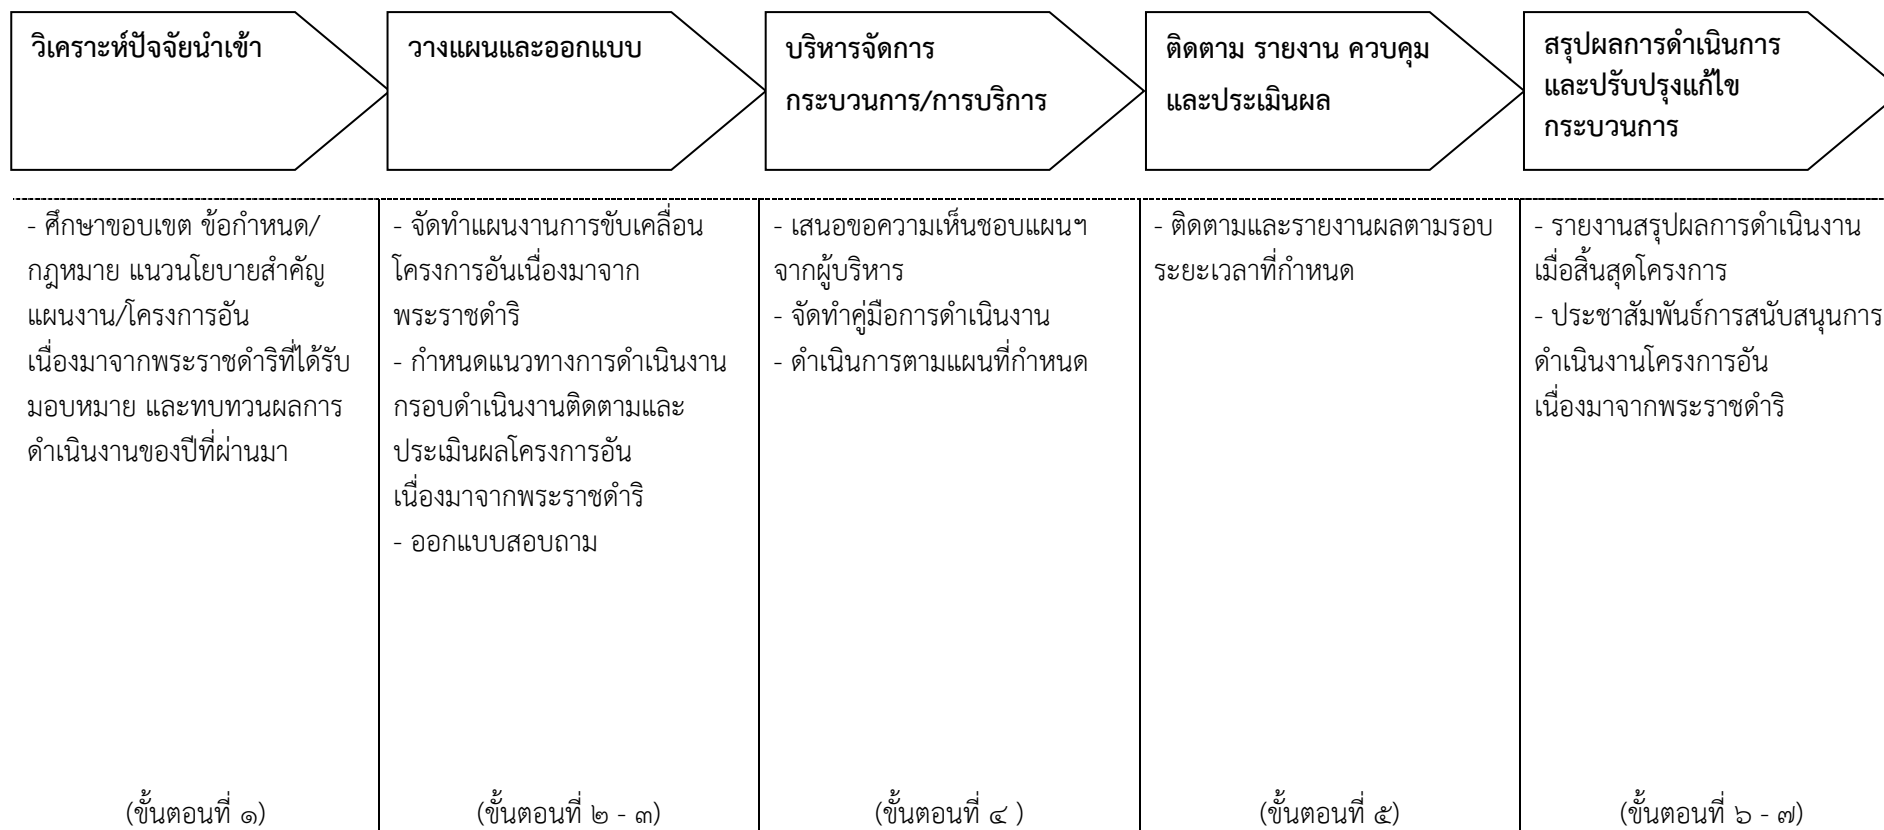 วิเคราะห์ปัจจัยนำเข้า
วางแผนและออกแบบ
บริหารจัดการ
กระบวนการ/การบริการ
ติดตาม รายงาน ควบคุม
และประเมินผล
สรุปผลการดำเนินการ
และปรับปรุงแก้ไข
กระบวนการ
- ศึกษาขอบเขต ข้อกำหนด/
กฎหมาย แนวนโยบายสำคัญ
แผนงาน/โครงการอัน
เนื่องมาจากพระราชดำริที่ได้รับ
มอบหมาย และทบทวนผลการ
ดำเนินงานของปีที่ผ่านมา
(ขั้นตอนที่ ๑)
- จัดทำแผนงานการขับเคลื่อน
โครงการอันเนื่องมาจาก
พระราชดำริ
- กำหนดแนวทางการดำเนินงาน
กรอบดำเนินงานติดตามและ
ประเมินผลโครงการอัน
เนื่องมาจากพระราชดำริ
- ออกแบบสอบถาม
(ขั้นตอนที่ ๒ - ๓)
- เสนอขอความเห็นชอบแผนฯ
จากผู้บริหาร
- จัดทำคู่มือการดำเนินงาน
- ดำเนินการตามแผนที่กำหนด
(ขั้นตอนที่ ๔ )
- ติดตามและรายงานผลตามรอบ
ระยะเวลาที่กำหนด
(ขั้นตอนที่ ๕)
- รายงานสรุปผลการดำเนินงาน
เมื่อสิ้นสุดโครงการ
- ประชาสัมพันธ์การสนับสนุนการ
ดำเนินงานโครงการอัน
เนื่องมาจากพระราชดำริ
(ขั้นตอนที่ ๖ - ๗)